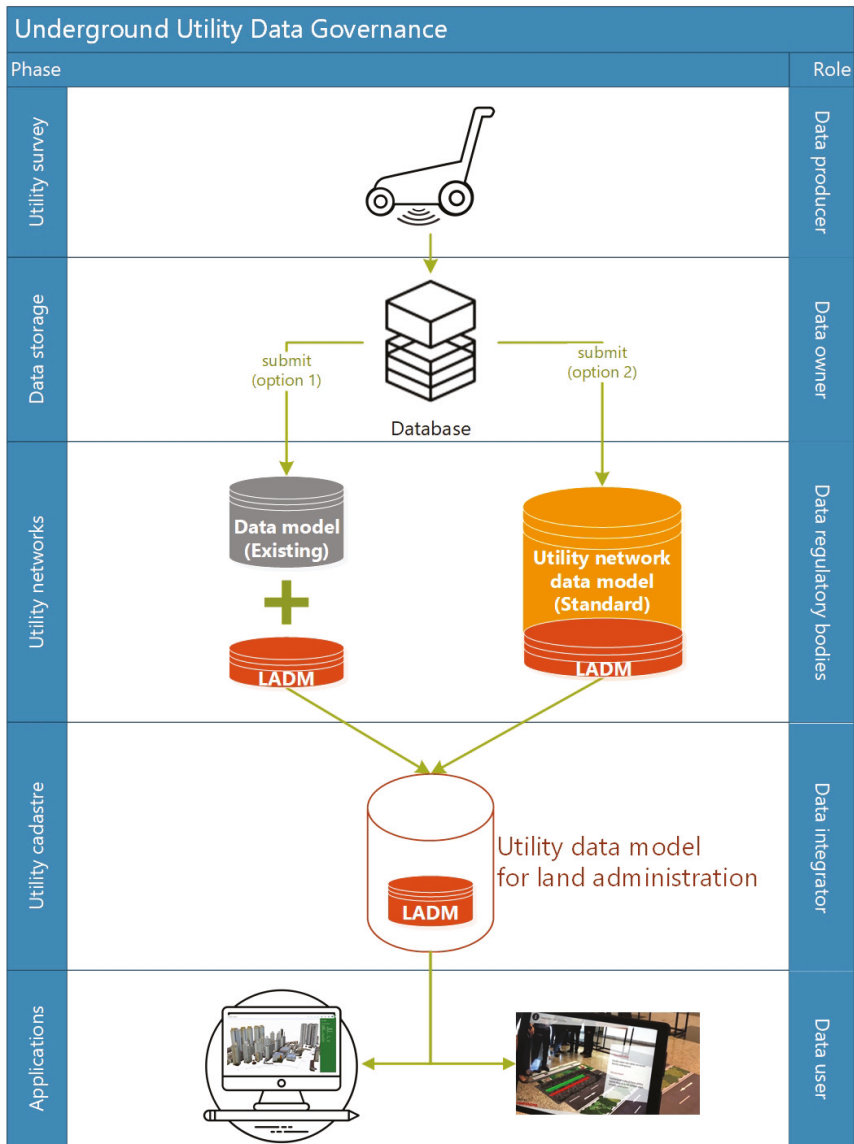 Underground Utility Data Governance
Phase
Role
Utility survey
Data producer
Data storage
Data owner
submit
(option 1)
submit
(option 2)
Database
Utility networks
Data regulatory bodies
Data model
(Existing)
Utility network
data model
(Standard)
LADM
LADM
Utility cadastre
Data integrator
Utility data model
for land administration
LADM
Applications
Data user